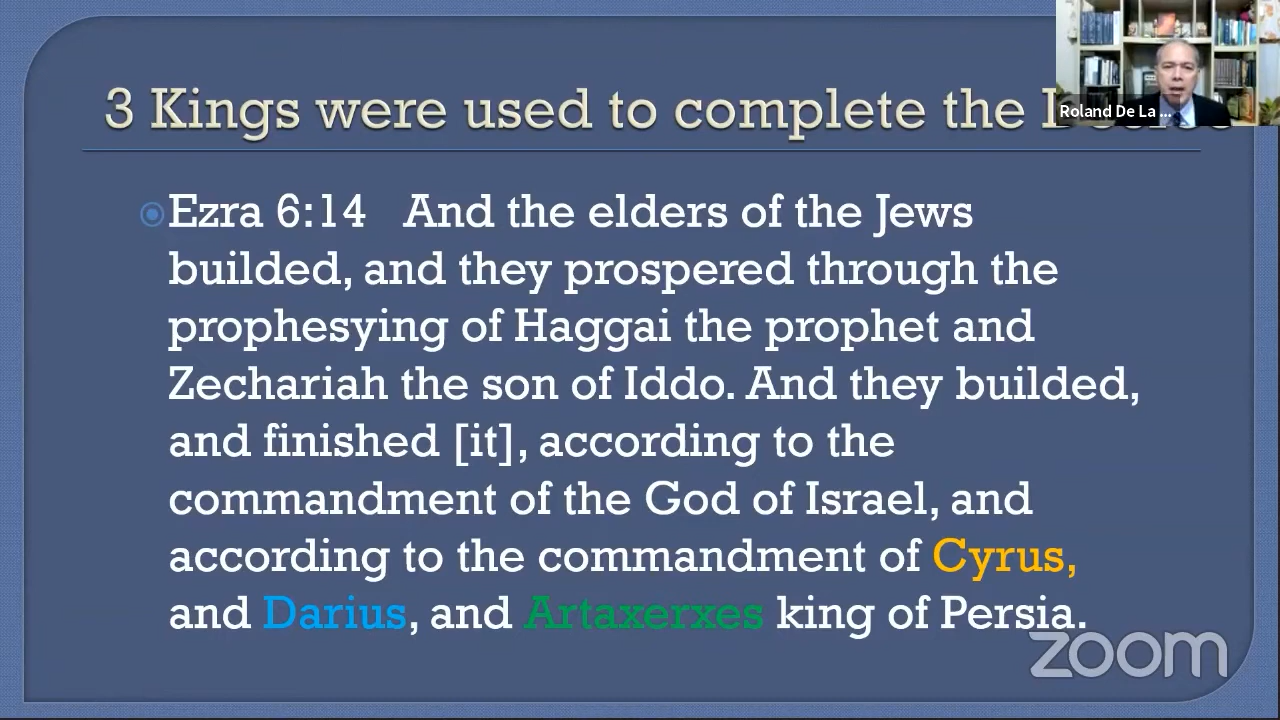 3 Kings were used to complete the
Roland De La ...
Ezra 6:14 And the elders of the Jews
builded, and they prospered through the
prophesying of Haggai the prophet and
Zechariah the son of Iddo. And they builded,
and finished [it], according to the
commandment of the God of Israel, and
according to the commandment of Cyrus,
and Darius, and Artaxerxes king of Persia.
zoom